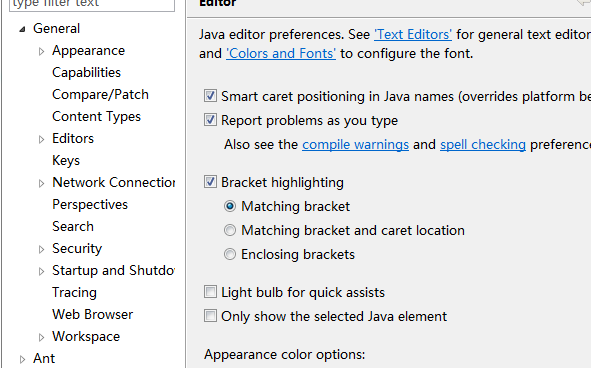 type filter text
General
Appearance
Capabilities
Compare/Patch
Content Types
Editors
Keys
Network Connection
Perspectives
Search
Security
Startup and Shutdo
Tracing
Web Browser
Workspace
Ant
Editor
Java editor preferences. See 'Text Editors' for general text editor
and 'Colors and Fonts' to configure the font.
Smart caret positioning in Java names (overrides platform be
Report problems as you type
Also see the compile warnings and spell checking preference
Bracket highlighting
Matching bracket
Matching bracket and caret location
Enclosing brackets
Light bulb for quick assists
Only show the selected Java element
Appearance color options: